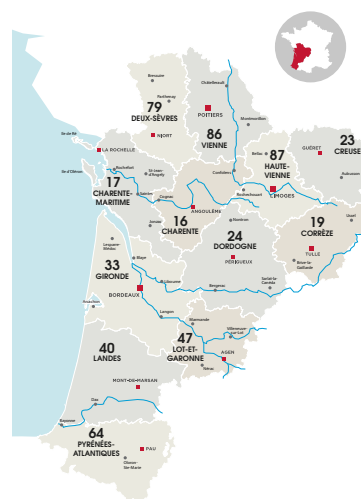 Bressuire
Châtellerault
Parthenay
79
DEUX-SÈVRES
POITIERS
Montmorillon
NIORT
86
VIENNE
Ile de Ré
LA ROCHELLE
87
HAUTE-
VIENNE
Bellac
GUÉRET
23
CREUSE
Rochefort
St-Jean-
d'Angély
Confolens
Aubusson
Ile d'Oléron
17
CHARENTE-
MARITIME
Saintes
Cognac
Rochechouart
LIMOGES
ANGOULÊME
16
CHARENTE
Jonzac
Nontron
Ussel
19
CORRÈZE
24
DORDOGNE
TULLE
Lesparre-
Médoc
PÉRIGUEUX
Brive-la-
Gaillarde
Blaye
33
GIRONDE
Libourne
Bergerac
Sarlat-la-
Canéda
BORDEAUX
Arcachon
Langon
Marmande
Villeneuve-
sur-Lot
47
LOT-ET-
GARONNE
40
LANDES
AGEN
Nérac
MONT-DE-MARSAN
Dax
Bayonne
64
PYRÉNÉES-
ATLANTIQUES
PAU
Oloron-
Ste-Marie